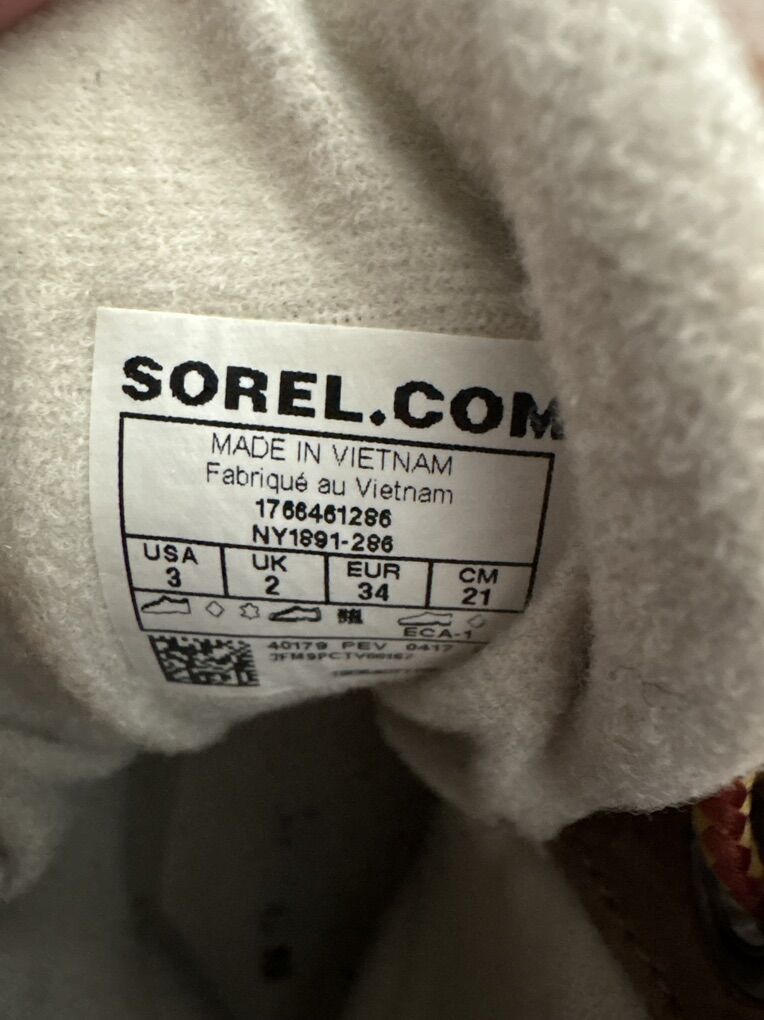 SOREL.COM
MADE IN VIETNAM
Fabriqué au Vietnam
1766461286
NY1891-286
USA UK EUR CM
3 2 34 21
ECA-1
40179 PEV 0417